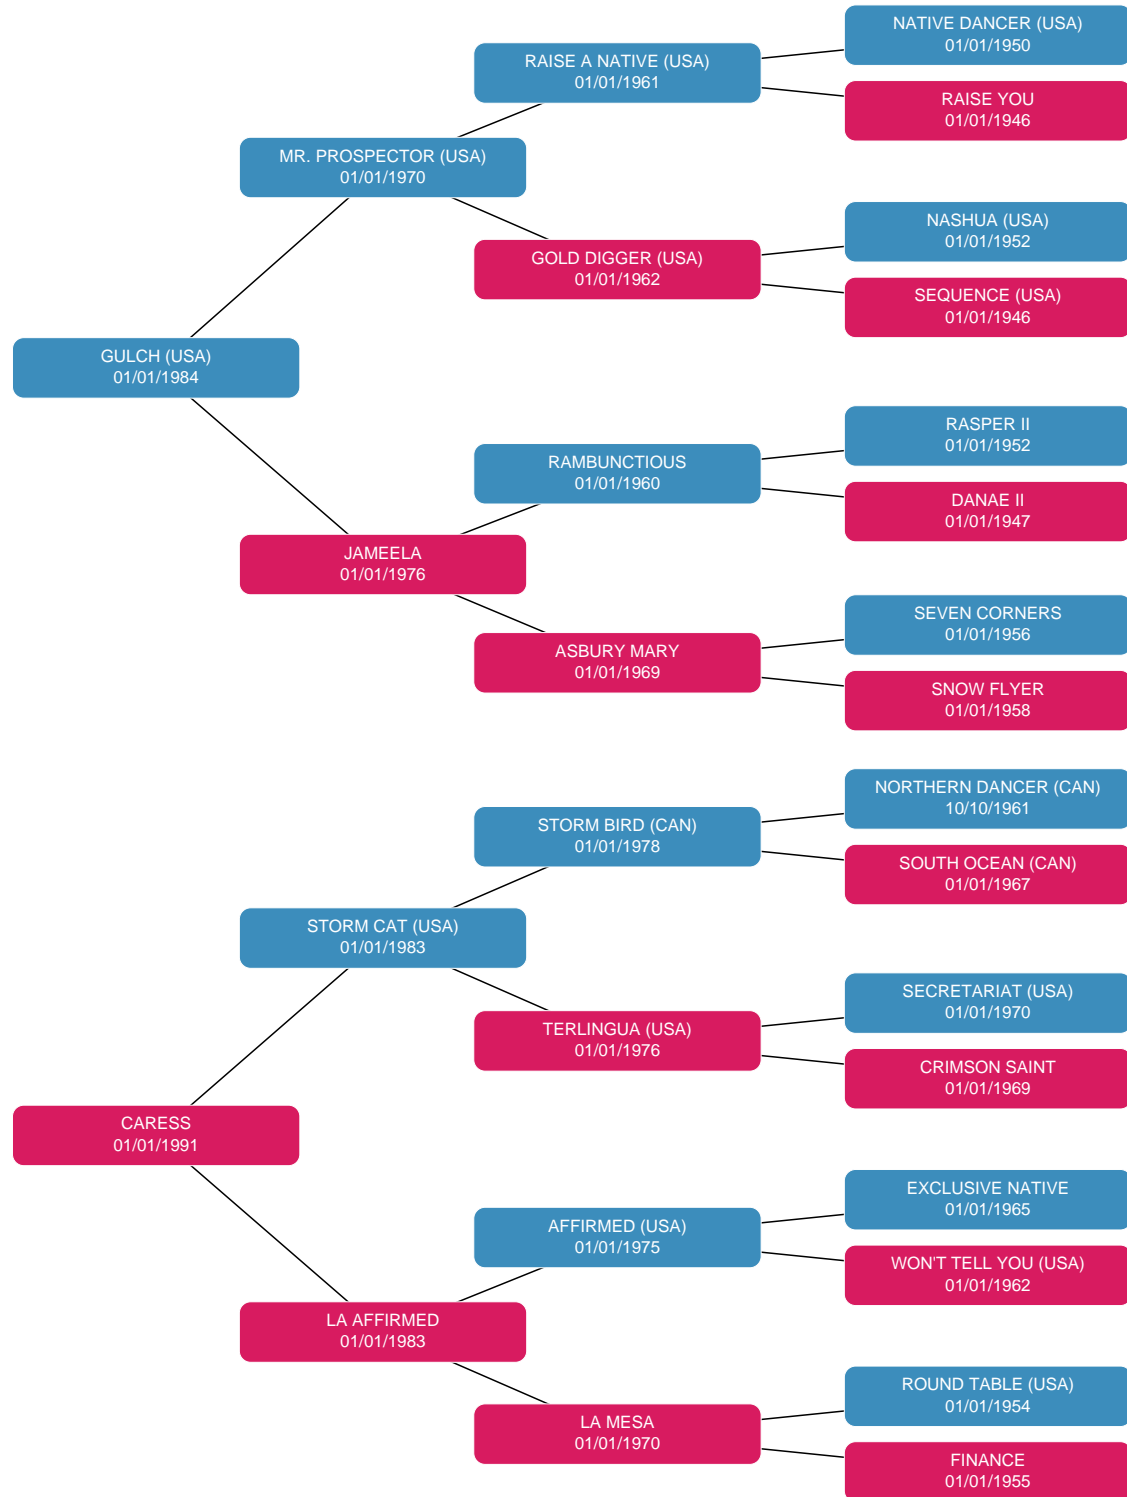 NATIVE DANCER (USA)
01/01/1950
RAISE A NATIVE (USA)
01/01/1961
RAISE YOU
01/01/1946
MR. PROSPECTOR (USA)
01/01/1970
NASHUA (USA)
01/01/1952
GOLD DIGGER (USA)
01/01/1962
SEQUENCE (USA)
01/01/1946
GULCH (USA)
01/01/1984
RASPER II
01/01/1952
RAMBUNCTIOUS
01/01/1960
DANAE II
01/01/1947
JAMEELA
01/01/1976
SEVEN CORNERS
01/01/1956
ASBURY MARY
01/01/1969
SNOW FLYER
01/01/1958
NORTHERN DANCER (CAN)
10/10/1961
STORM BIRD (CAN)
01/01/1978
SOUTH OCEAN (CAN)
01/01/1967
STORM CAT (USA)
01/01/1983
SECRETARIAT (USA)
01/01/1970
TERLINGUA (USA)
01/01/1976
CRIMSON SAINT
01/01/1969
CARESS
01/01/1991
EXCLUSIVE NATIVE
01/01/1965
AFFIRMED (USA)
01/01/1975
WON'T TELL YOU (USA)
01/01/1962
LA AFFIRMED
01/01/1983
ROUND TABLE (USA)
01/01/1954
LA MESA
01/01/1970
FINANCE
01/01/1955